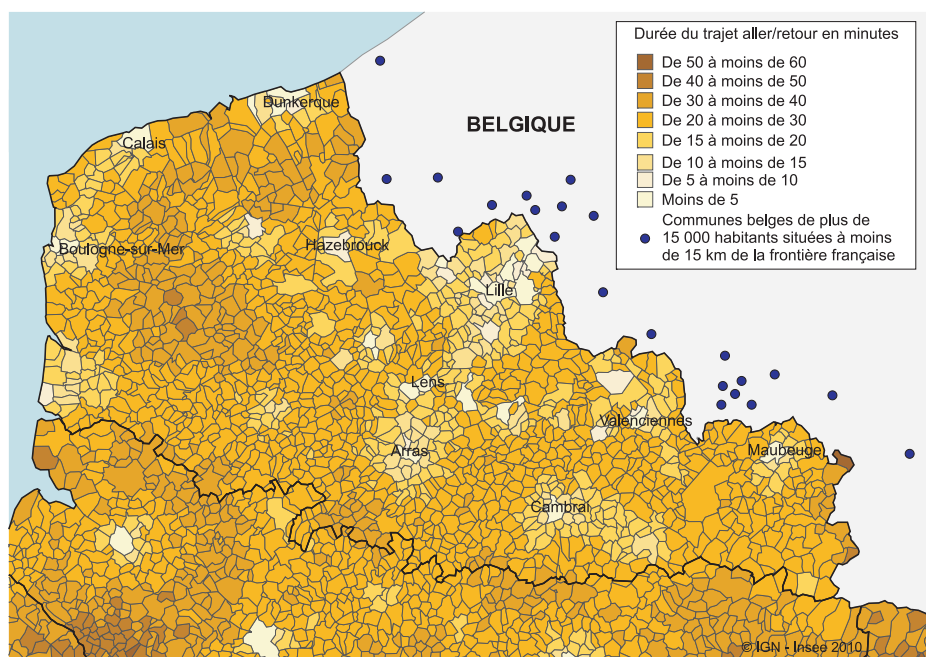 Durée du trajet aller/retour en minutes
De 50 à moins de 60
De 40 à moins de 50
De 30 à moins de 40
De 20 à moins de 30
De 15 à moins de 20
De 10 à moins de 15
De 5 à moins de 10
Moins de 5
Communes belges de plus de
15 000 habitants situées à moins
de 15 km de la frontière française
BELGIQUE
Dunkerque
Calais
Boulogne-sur-Mer
Hazebrouck
Lille
Lens
Valenciennes
Arras
Maubeuge
Cambrai
© IGN - Insee 2010